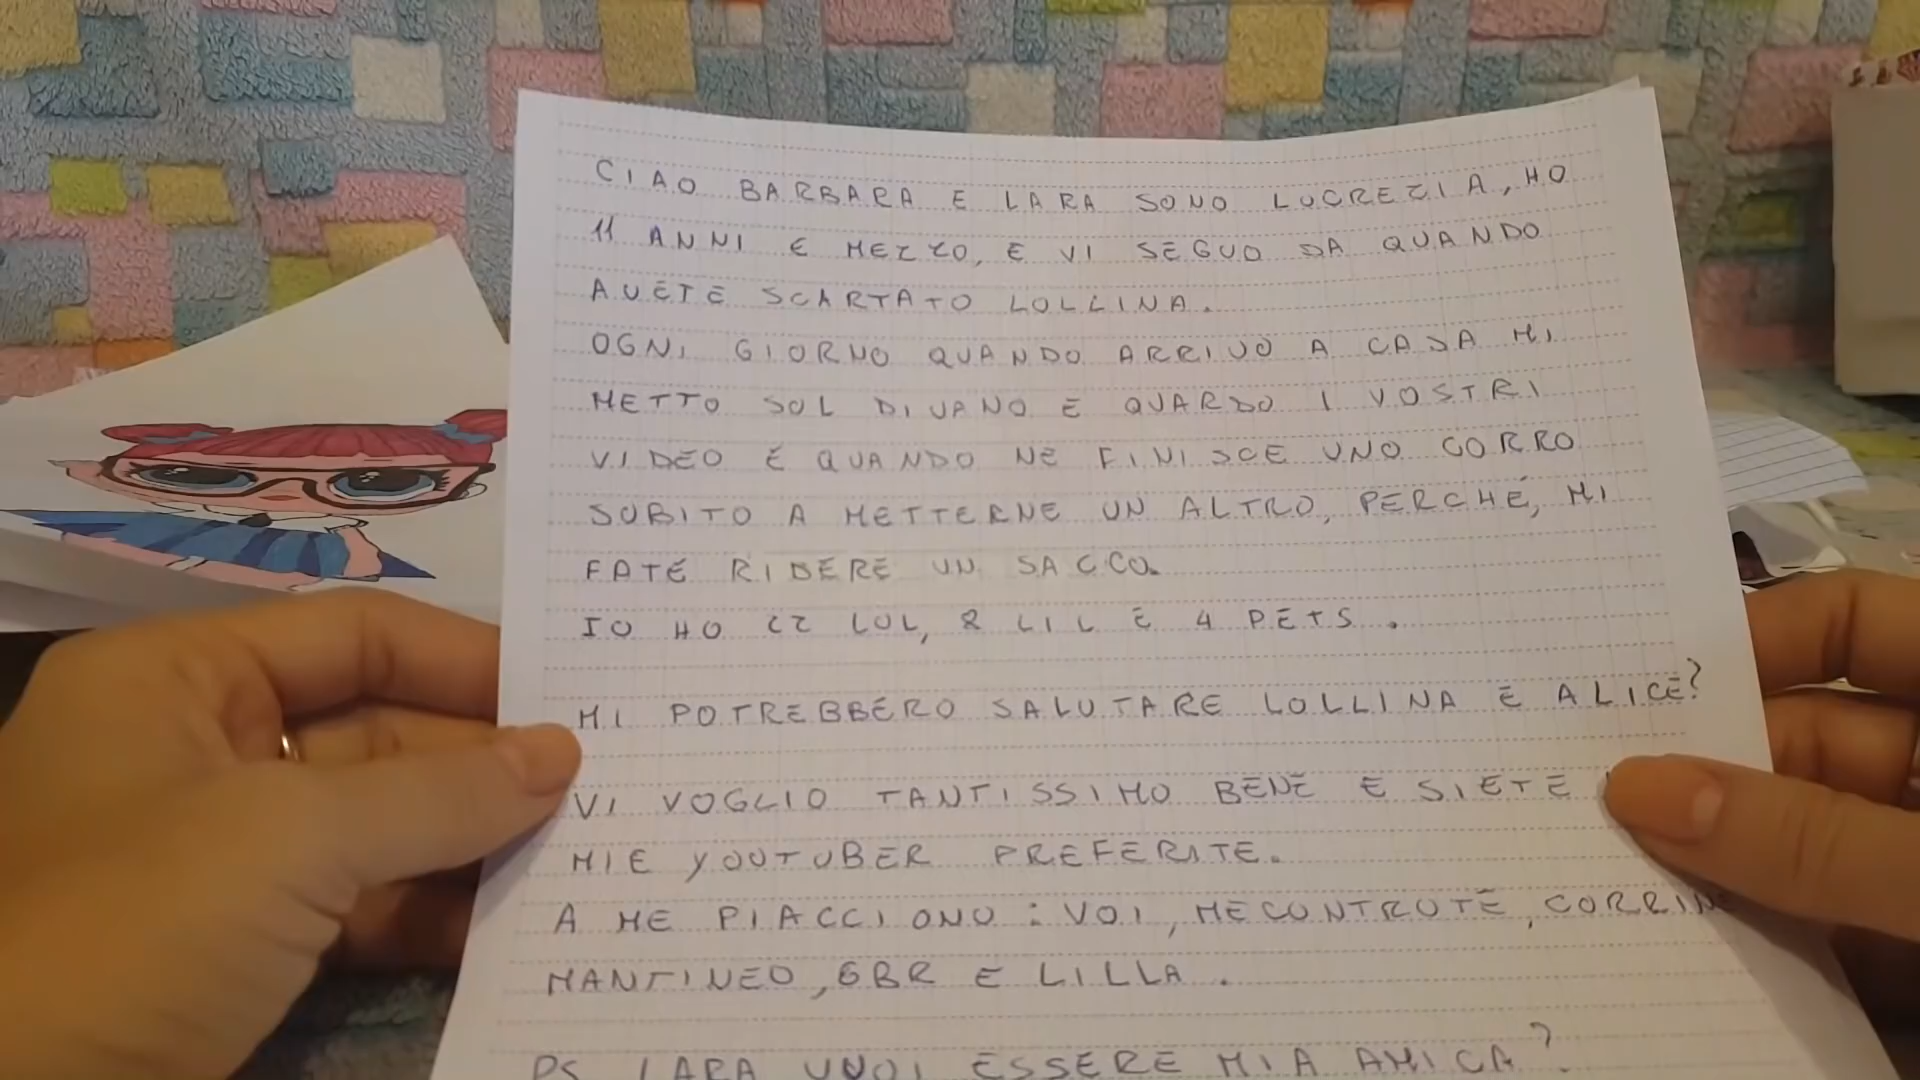 CIAO BARBARA E LARA SONO LUCREZIA, HO
11 ANNI E MEZZO, E VI SEGUO DA QUANDO
AVETE SCARTATO LOLLINA.
OGNI GIORNO QUANDO ARRIVO A CASA MI
METTO SUL DIVANO E QUARDO I VOSTRI
VIDEO E QUANDO NE FINISCE UNO CORRO
SUBITO A METTERNE UN ALTRO, PERCHÉ, MI
FATE RIDERE UN SACCO.
IO HO 22 LOL, 8 LIL E 4 PETS.
MI POTREBBERO SALUTARE LOLLINA E ALICE?
VI VOGLIO TANTISSIMO BENE E SIETE
MIE YOUTUBER PREFERITE.
A ME PIACCIONO: VOI, MECONTROTE, CORRINE
MANTINEO, GBR E LILLA.
PS LARA VUOI ESSERE MIA AMICA?